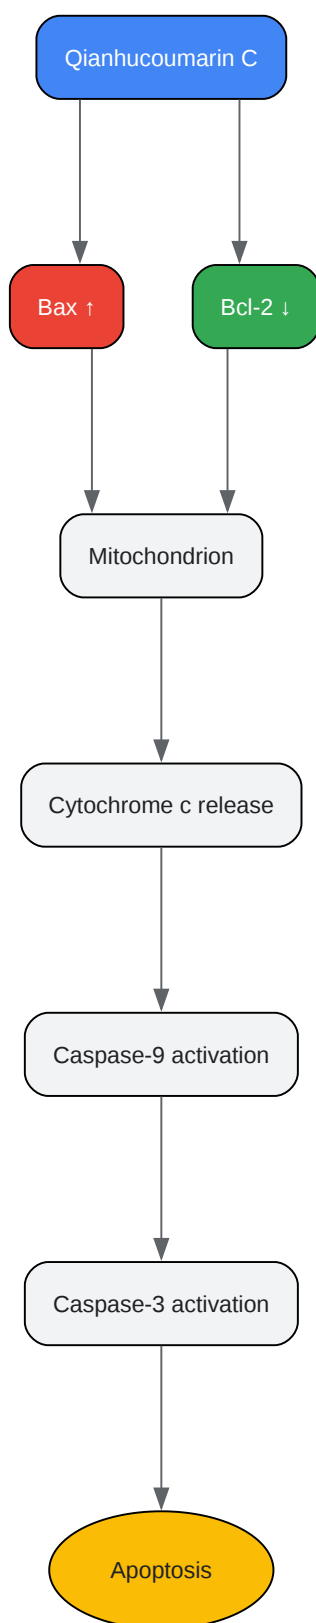 Qianhucoumarin C
Bax ↑
Bcl-2 ↓
Mitochondrion
Cytochrome c release
Caspase-9 activation
Caspase-3 activation
Apoptosis